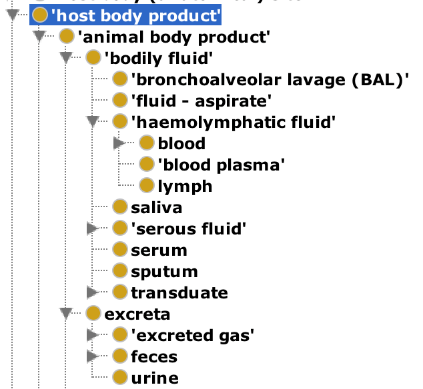 'host body product'
'animal body product'
'bodily fluid'
'bronchoalveolar lavage (BAL)'
'fluid - aspirate'
'haemolymphatic fluid'
blood
'blood plasma'
lymph
saliva
'serous fluid'
serum
sputum
transduate
excreta
'excreted gas'
feces
urine